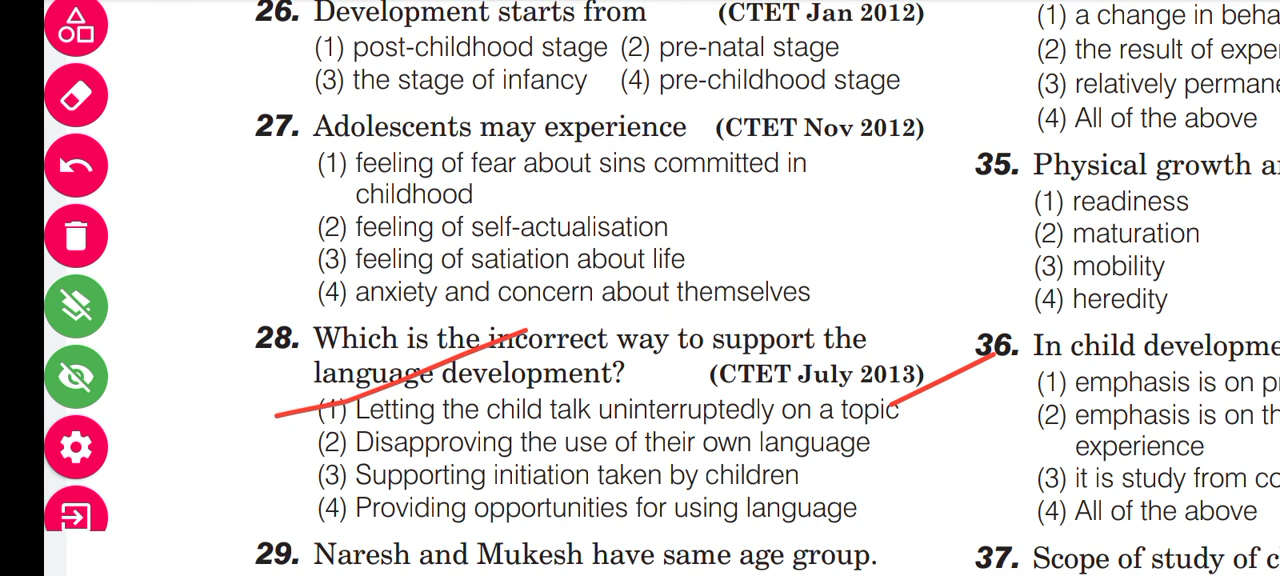 26. Development starts from (CTET Jan 2012)
(1) post-childhood stage (2) pre-natal stage
(3) the stage of infancy (4) pre-childhood stage
27. Adolescents may experience (CTET Nov 2012)
(1) feeling of fear about sins committed in
childhood
(2) feeling of self-actualisation
(3) feeling of satiation about life
(4) anxiety and concern about themselves
28. Which is the incorrect way to support the
language development? (CTET July 2013)
(1) Letting the child talk uninterruptedly on a topic
(2) Disapproving the use of their own language
(3) Supporting initiation taken by children
(4) Providing opportunities for using language
29. Naresh and Mukesh have same age group.
(1) a change in beha
(2) the result of expe
(3) relatively permane
(4) All of the above
35. Physical growth a
(1) readiness
(2) maturation
(3) mobility
(4) heredity
36. In child developme
(1) emphasis is on p
(2) emphasis is on th
experience
(3) it is study from co
(4) All of the above
37. Scope of study of c